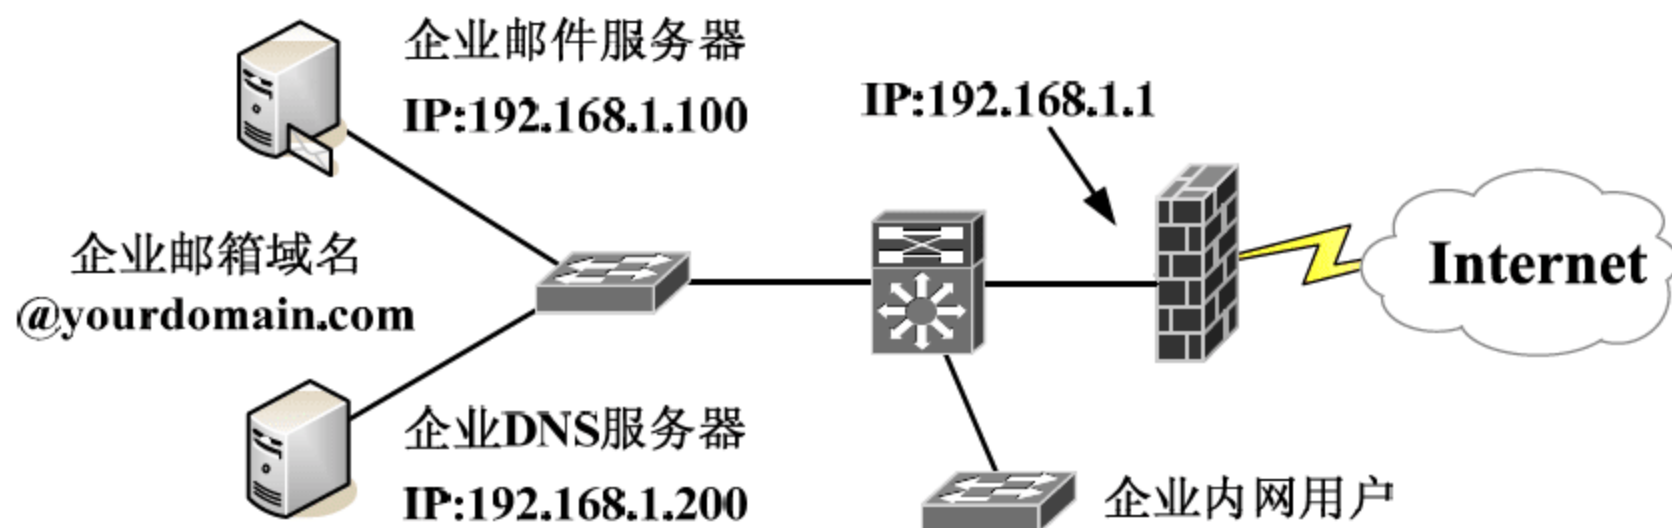 企业邮件服务器
IP:192.168.1.100
IP:192.168.1.1
企业邮箱域名
@yourdomain.com
Internet
企业DNS服务器
IP:192.168.1.200
企业内网用户